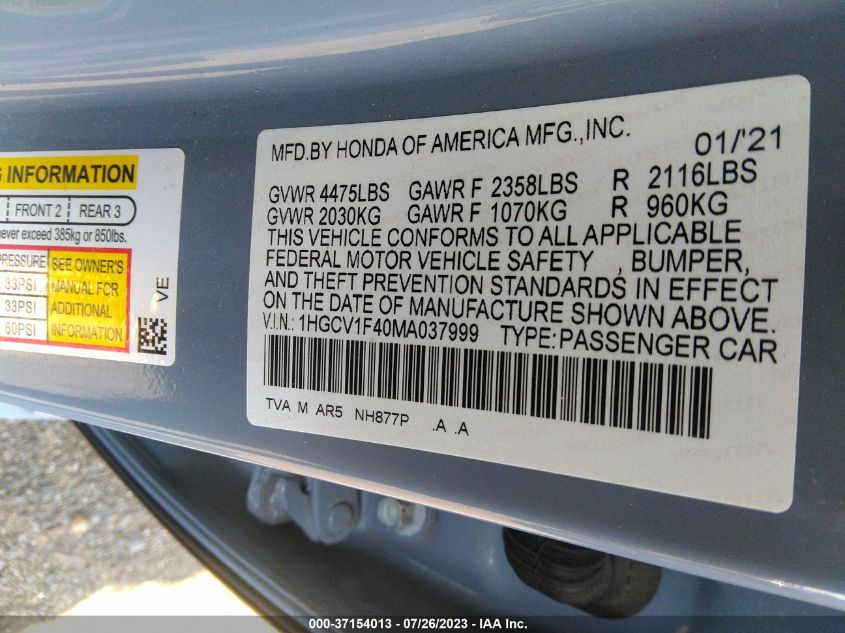 G INFORMATION
FRONT 2 REAR 3
never exceed 385kg or 850lbs.
PRESSURE SEE OWNER'S
33PSI MANUAL FOR
33PSI ADDITIONAL
60PSI INFORMATION
VE
MFD.BY HONDA OF AMERICA MFG.,INC. 01/'21
GVWR 4475LBS GAWR F 2358LBS R 2116LBS
GVWR 2030KG GAWR F 1070KG R 960KG
THIS VEHICLE CONFORMS TO ALL APPLICABLE
FEDERAL MOTOR VEHICLE SAFETY , BUMPER,
AND THEFT PREVENTION STANDARDS IN EFFECT
ON THE DATE OF MANUFACTURE SHOWN ABOVE.
V.I.N.: 1HGCV1F40MA037999 TYPE:PASSENGER CAR
TVA M AR5 NH877P .A .A
000-37154013 - 07/26/2023 - IAA Inc.